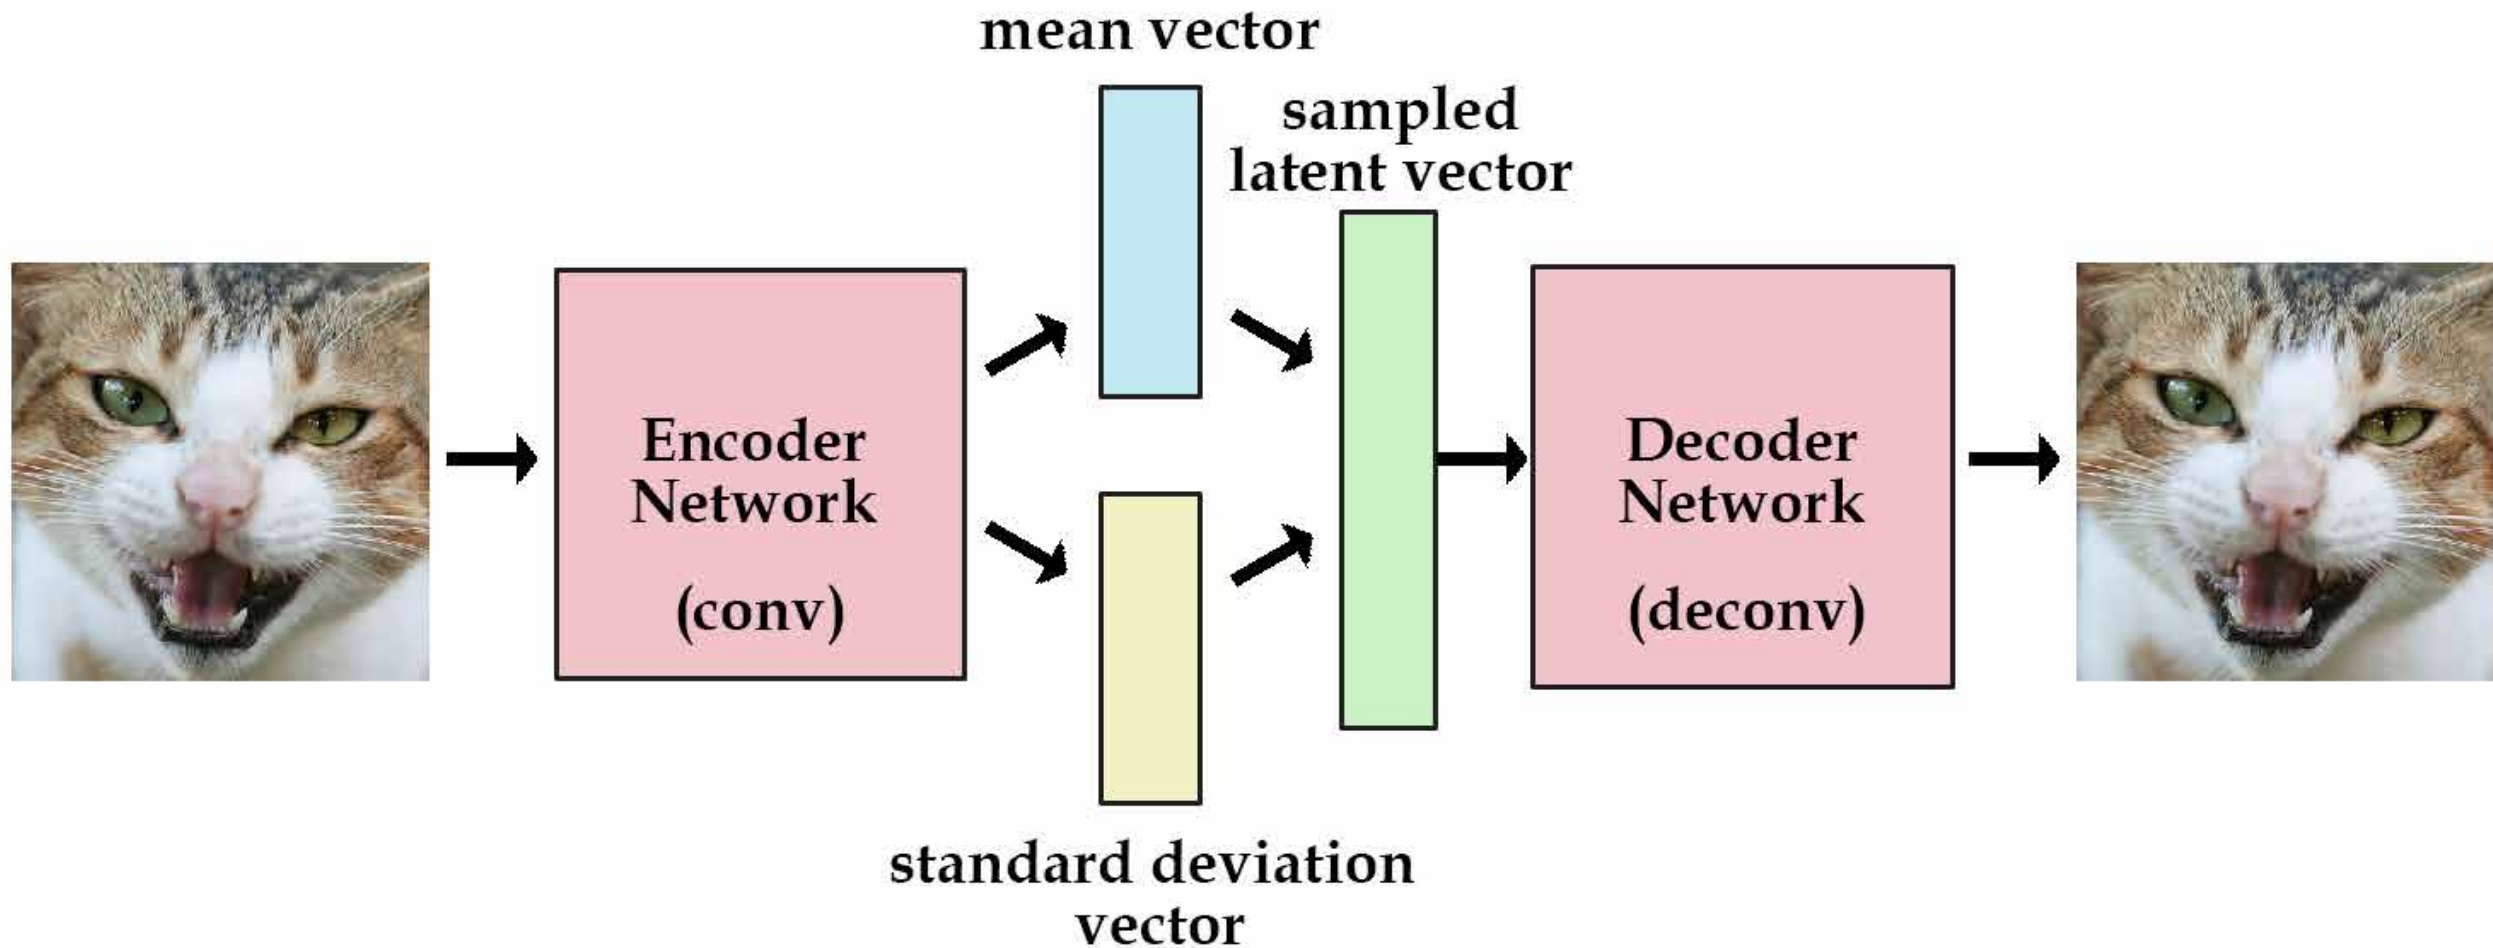 mean vector
sampled
latent vector
Encoder
Network
(conv)
Decoder
Network
(deconv)
standard deviation
vector